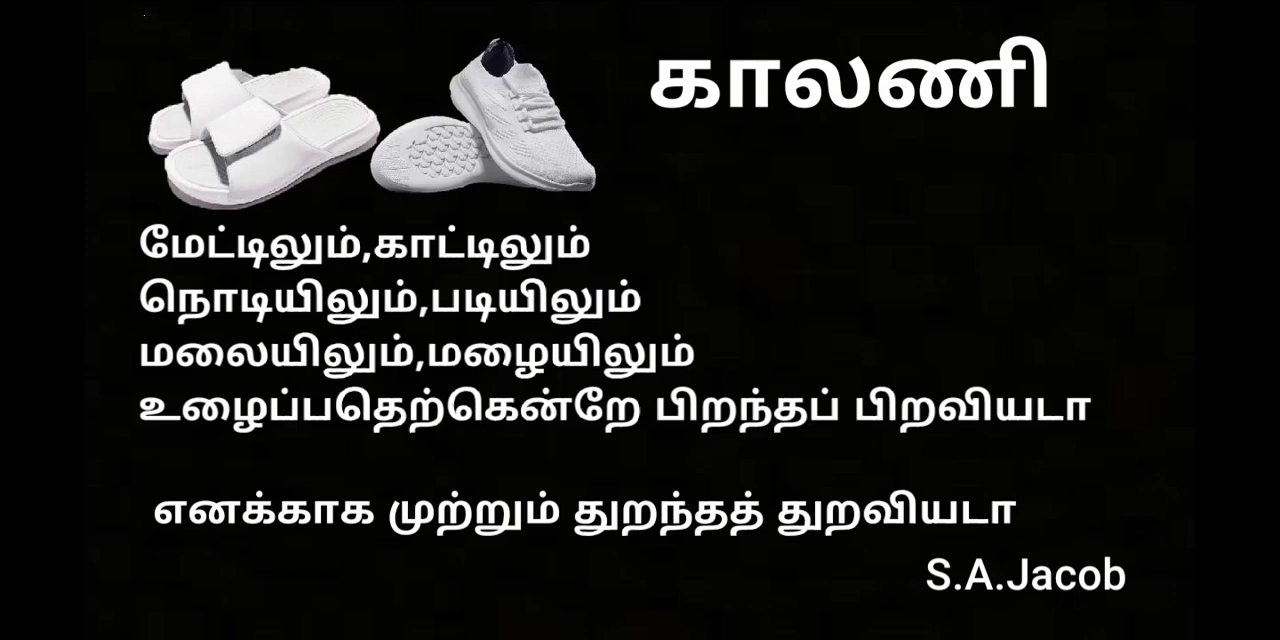 காலணி
மேட்டிலும்,காட்டிலும்
நொடியிலும்,படியிலும்
மலையிலும்,மழையிலும்
உழைப்பதெற்கென்றே பிறந்தப் பிறவியடா
எனக்காக முற்றும் துறந்தத் துறவியடா
S.A.Jacob